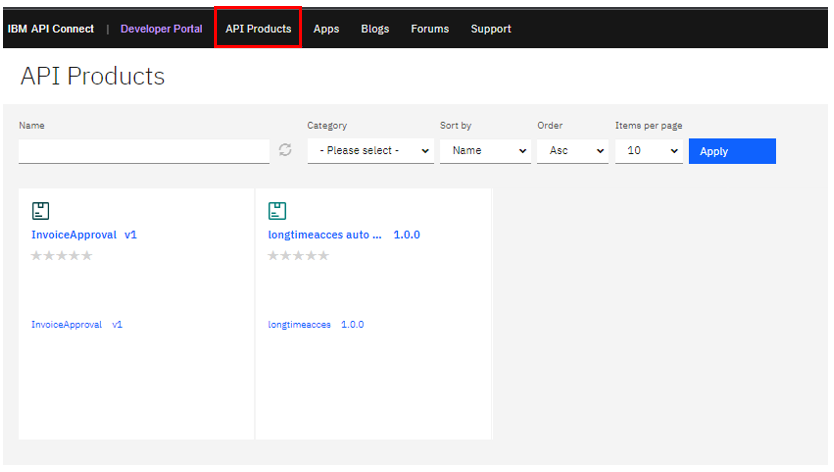 IBM API Connect | Developer Portal API Products Apps Blogs Forums Support
API Products
Name Category Sort by Order Items per page
- Please select - Name Asc 10 Apply
InvoiceApproval v1 longtimeacces auto ... 1.0.0
InvoiceApproval v1 longtimeacces 1.0.0